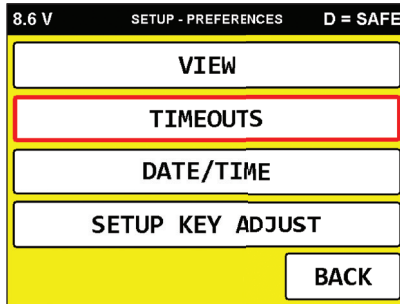 8.6 V SETUP - PREFERENCES D = SAFE
VIEW
TIMEOUTS
DATE/TIME
SETUP KEY ADJUST
BACK